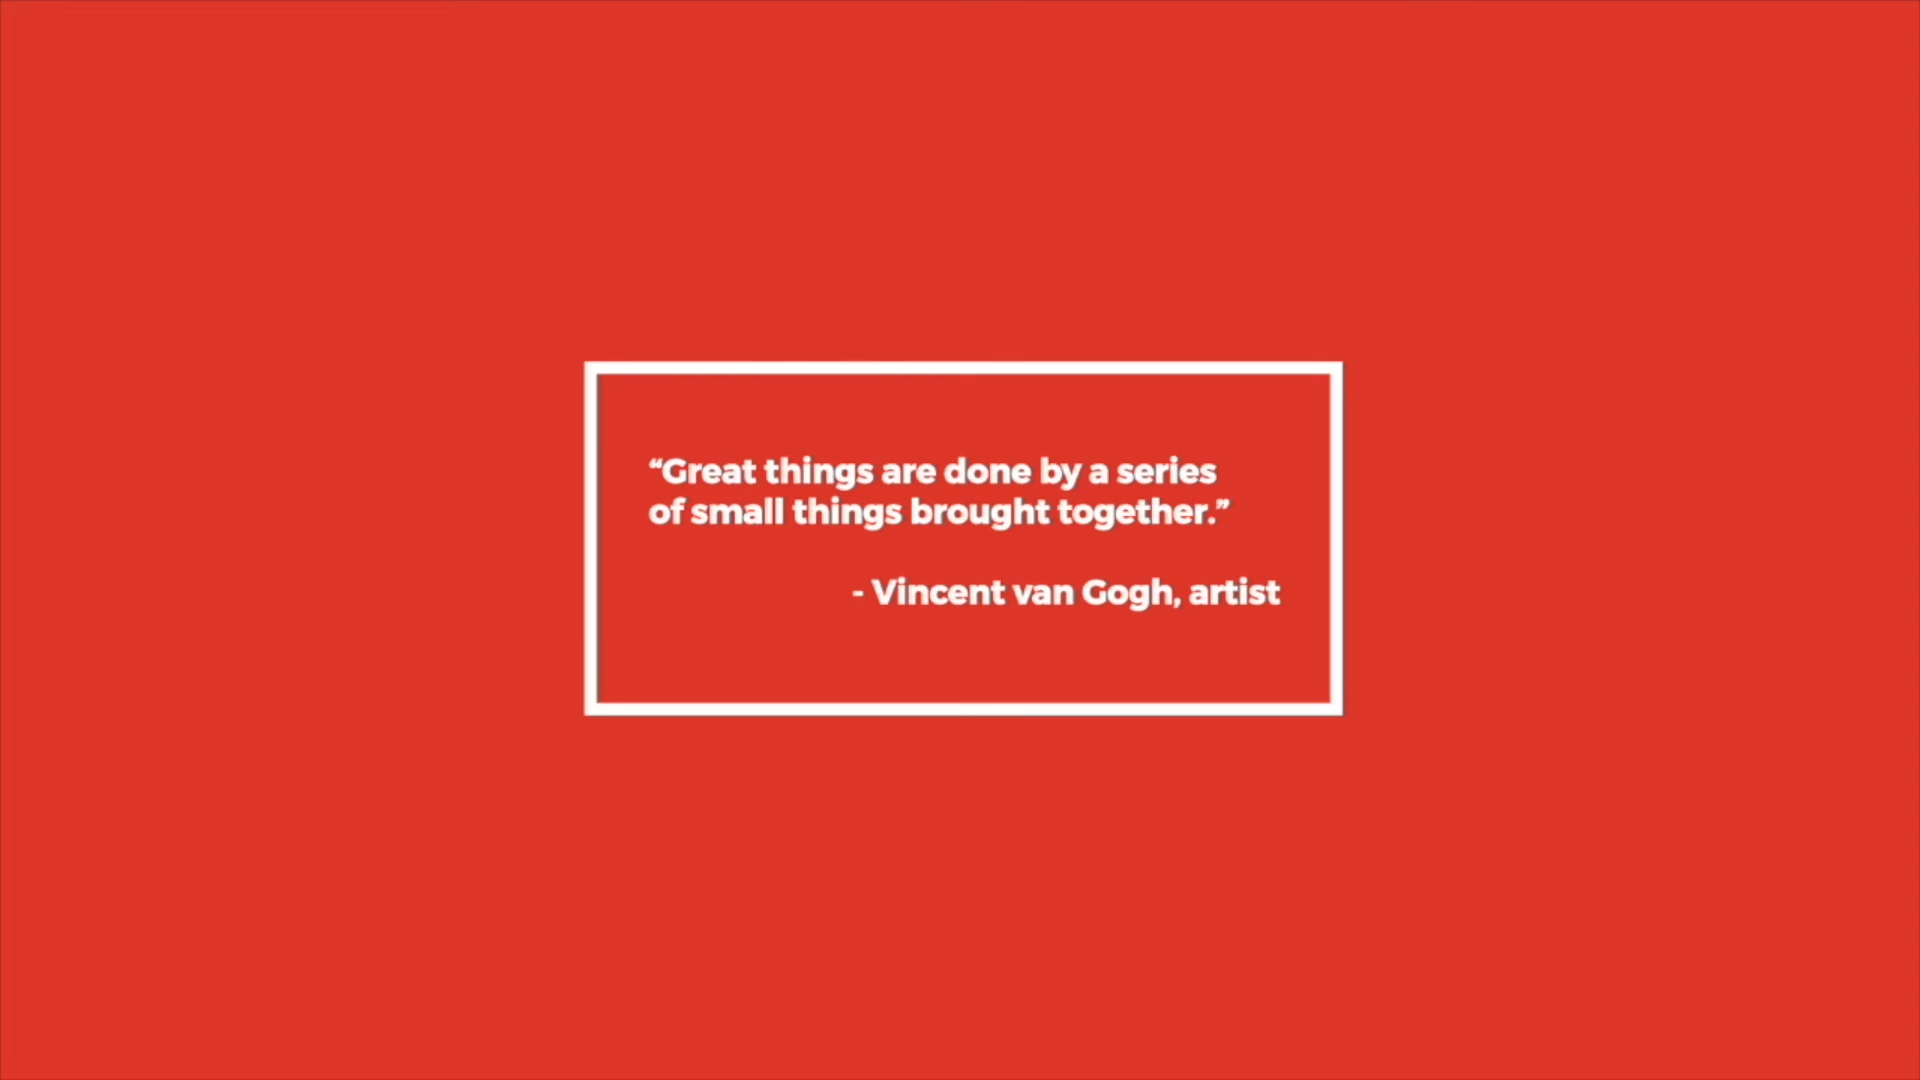 “Great things are done by a series
of small things brought together.”
- Vincent van Gogh, artist